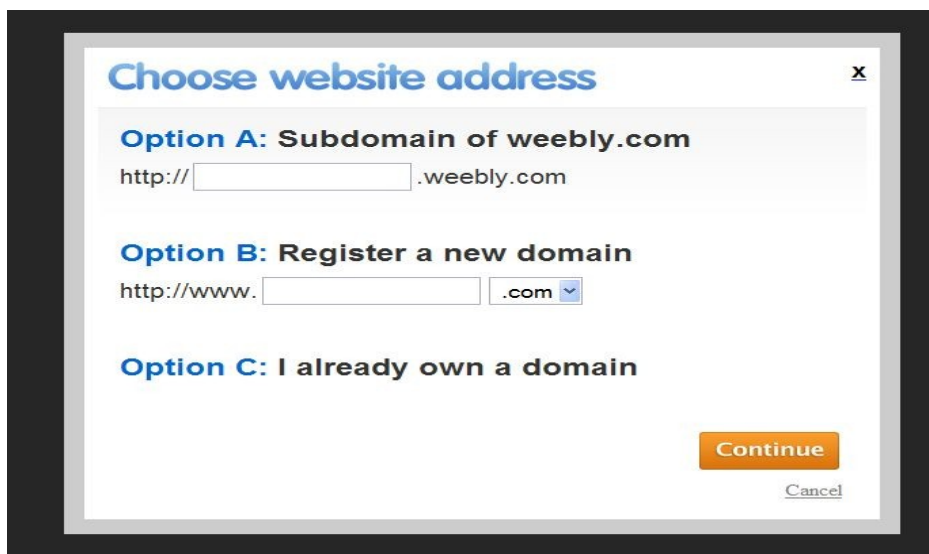 Choose website address
x
Option A: Subdomain of weebly.com
http:// .weebly.com
Option B: Register a new domain
http://www. .com
Option C: I already own a domain
Continue
Cancel